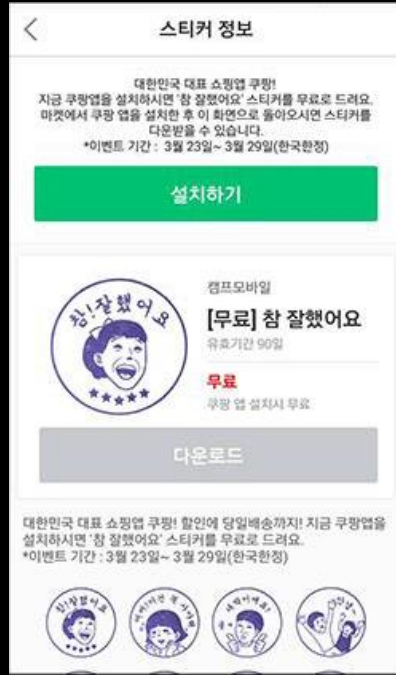 스티커 정보
대한민국 대표 쇼핑앱 쿠팡!
지금 쿠팡앱을 설치하시면 '참 잘했어요' 스티커를 무료로 드려요.
마켓에서 쿠팡 앱을 설치한 후 이 화면으로 돌아오시면 스티커를
다운받을 수 있습니다.
*이벤트 기간 : 3월 23일~ 3월 29일(한국한정)
설치하기
참!잘했어요
캠프모바일
[무료] 참 잘했어요
유효기간 90일
무료
쿠팡 앱 설치시 무료
다운로드
대한민국 대표 쇼핑앱 쿠팡! 할인에 당일배송까지! 지금 쿠팡앱을
설치하시면 '참 잘했어요' 스티커를 무료로 드려요.
*이벤트 기간 : 3월 23일~ 3월 29일(한국한정)
참!잘했어요